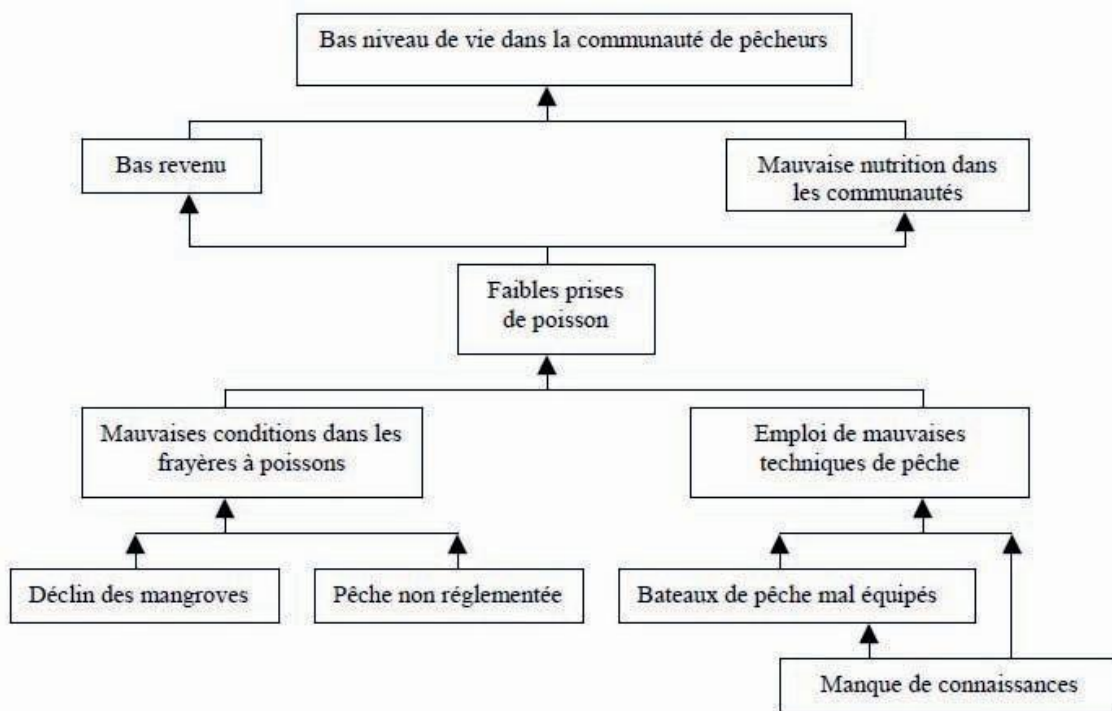 Bas niveau de vie dans la communauté de pêcheurs
Bas revenu
Mauvaise nutrition dans
les communautés
Faibles prises
de poisson
Mauvaises conditions dans les
frayères à poissons
Emploi de mauvaises
techniques de pêche
Déclin des mangroves
Pêche non réglementée
Bateaux de pêche mal équipés
Manque de connaissances